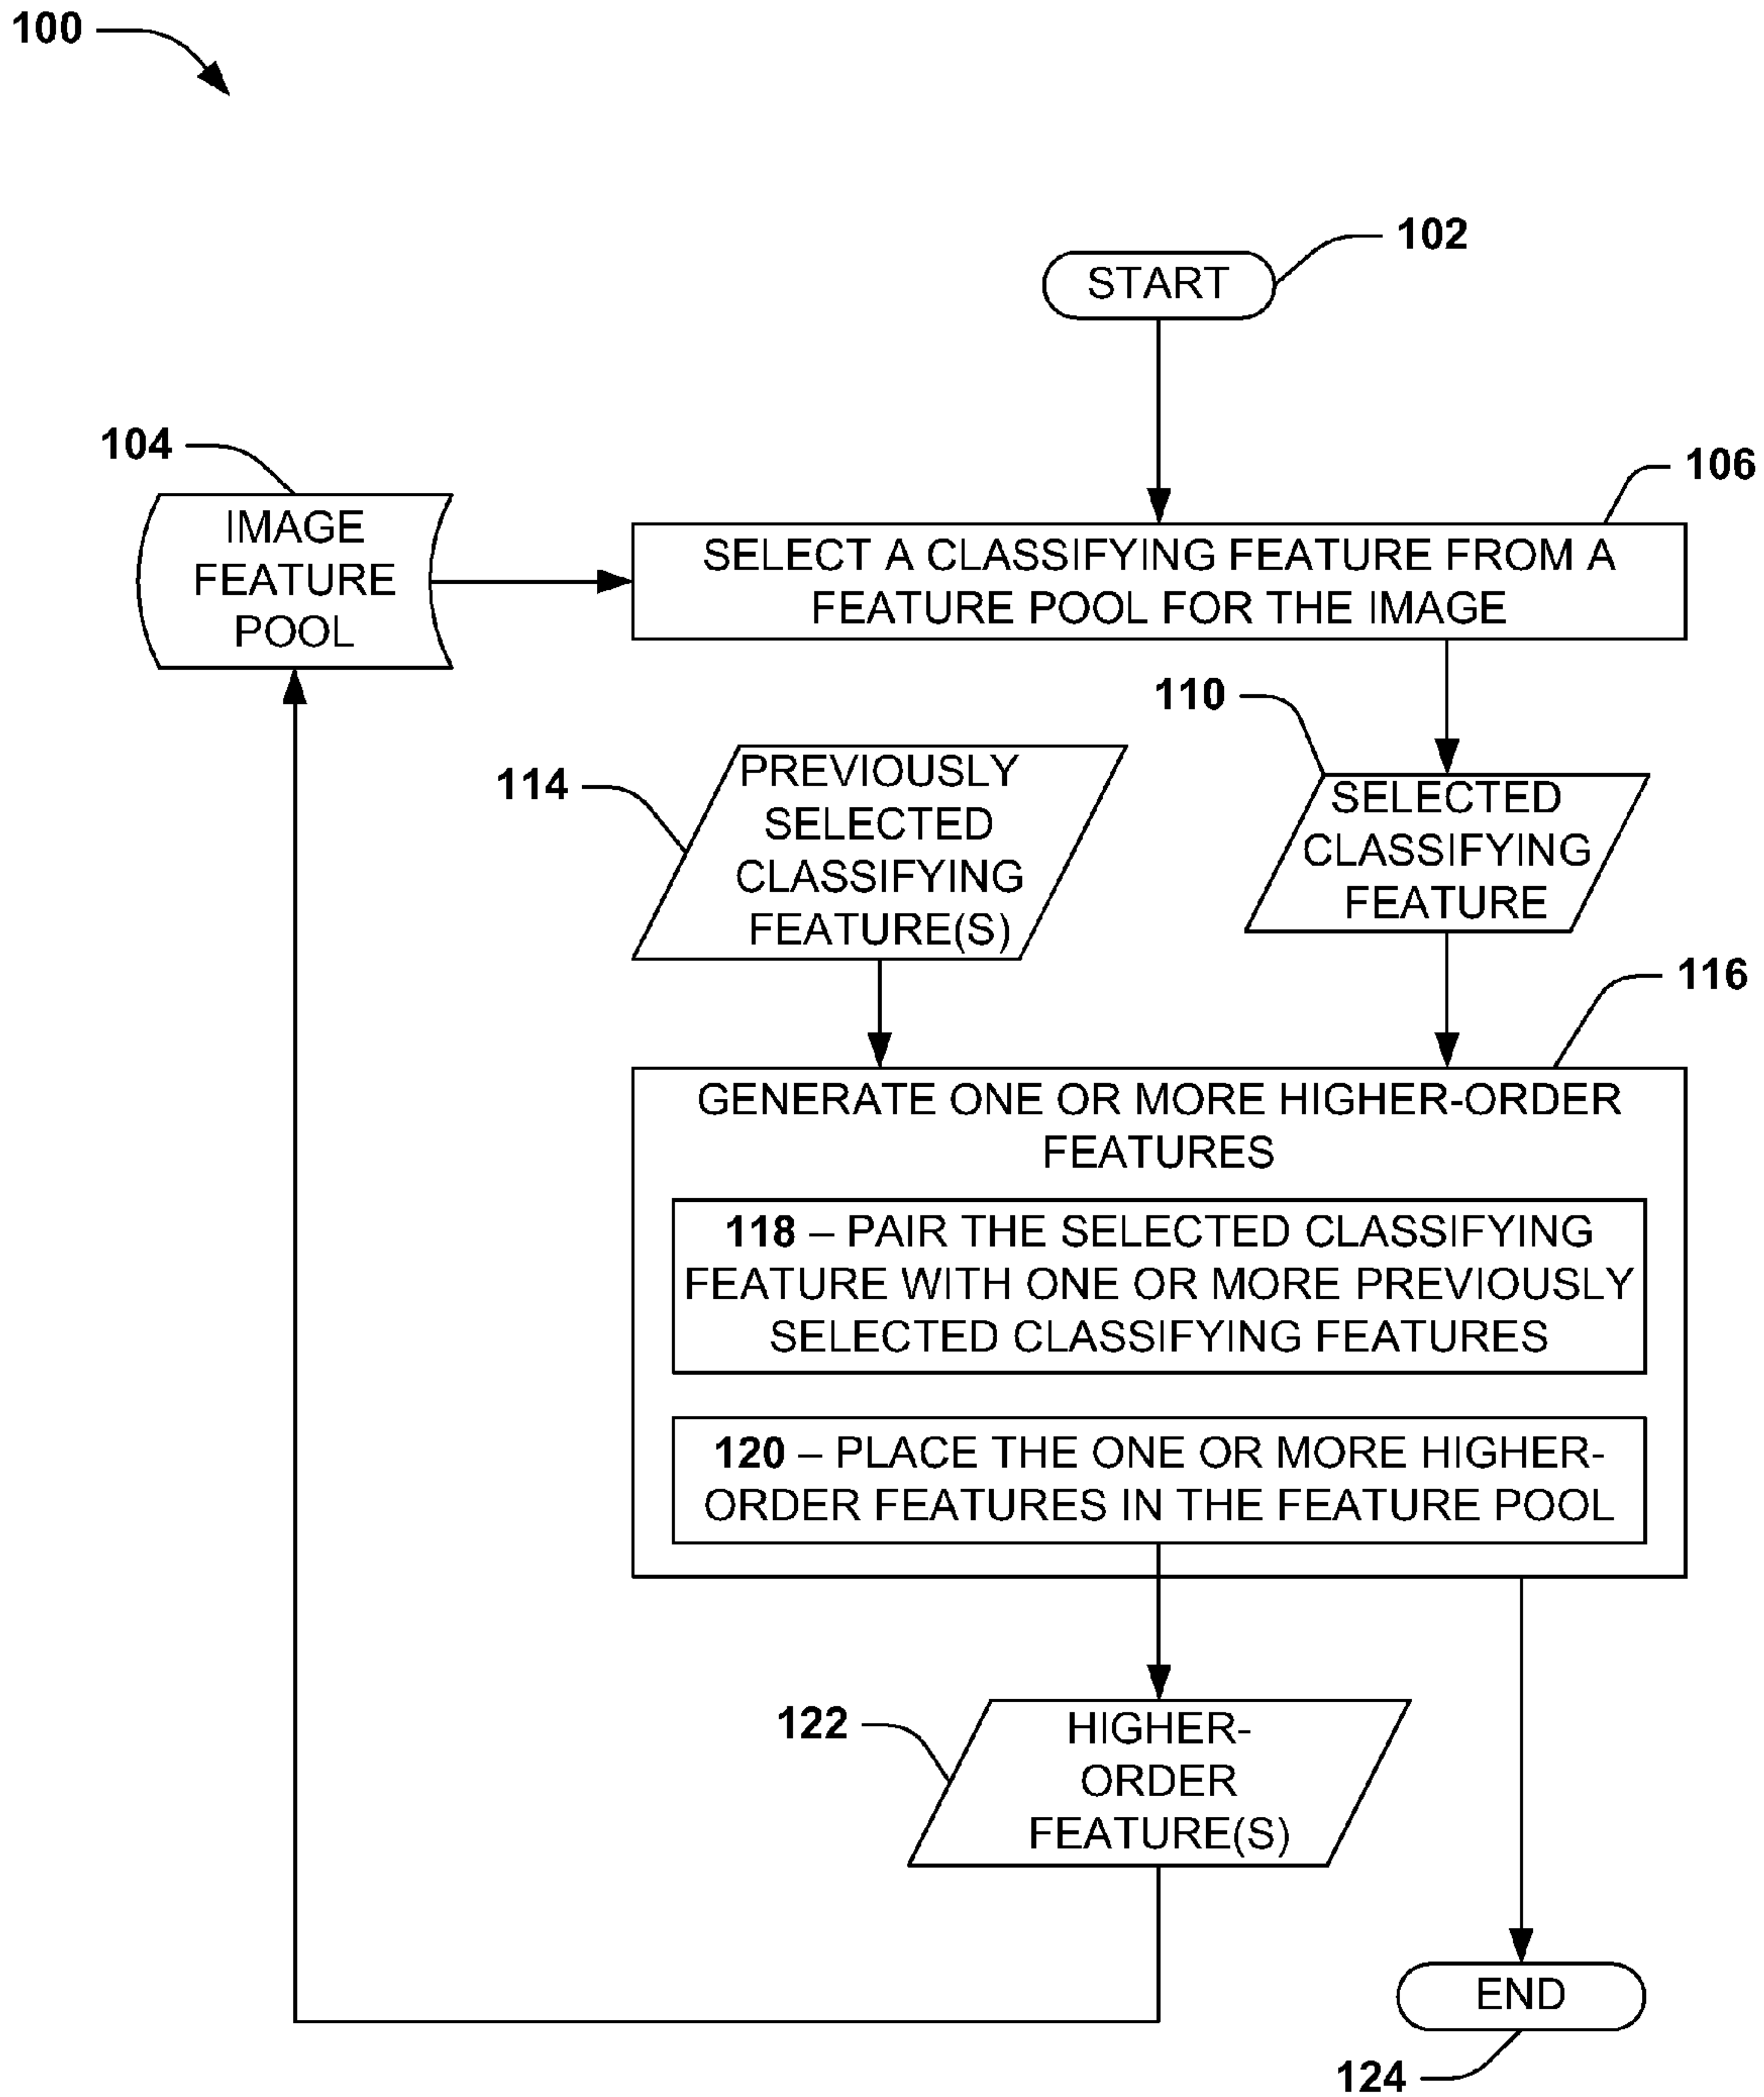 100
102
START
104
106
IMAGE
FEATURE
POOL
SELECT A CLASSIFYING FEATURE FROM A
FEATURE POOL FOR THE IMAGE
110
114
PREVIOUSLY
SELECTED
CLASSIFYING
FEATURE(S)
SELECTED
CLASSIFYING
FEATURE
116
GENERATE ONE OR MORE HIGHER-ORDER
FEATURES
118 – PAIR THE SELECTED CLASSIFYING
FEATURE WITH ONE OR MORE PREVIOUSLY
SELECTED CLASSIFYING FEATURES
120 – PLACE THE ONE OR MORE HIGHER-
ORDER FEATURES IN THE FEATURE POOL
122
HIGHER-
ORDER
FEATURE(S)
END
124